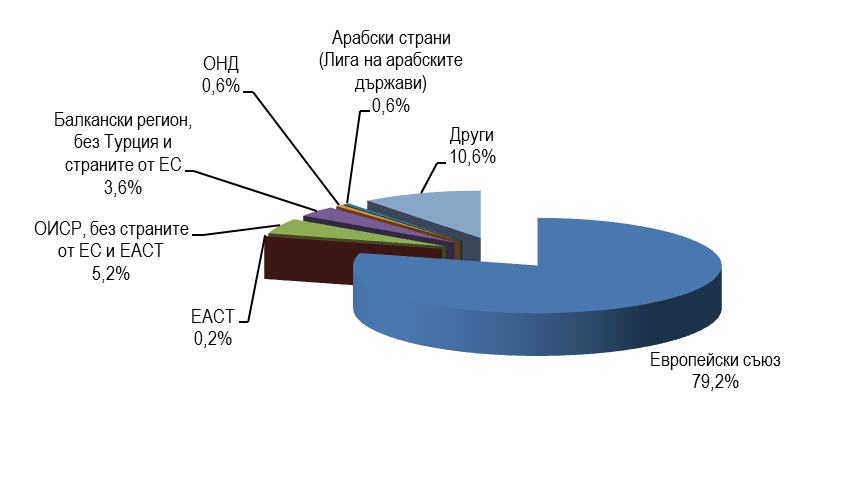 Арабски страни
(Лига на арабските
държави)
0,6%
ОНД
0,6%
Балкански регион,
без Турция и
страните от ЕС
3,6%
Други
10,6%
ОИСР, без страните
от ЕС и ЕАСТ
5,2%
ЕАСТ
0,2%
Европейски съюз
79,2%